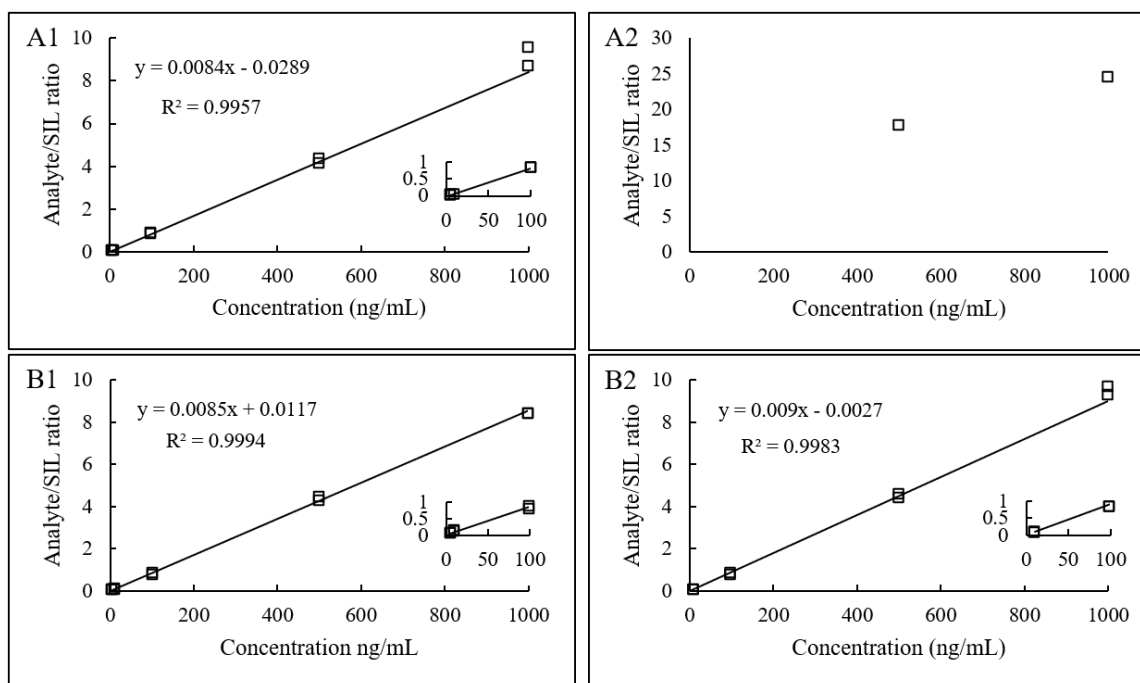 A1
y = 0.0084x - 0.0289
R² = 0.9957
Analyte/SIL ratio
10
8
6
4
2
0
0 200 400 600 800 1000
1
0.5
0
0 50 100
Concentration (ng/mL)
A2
Analyte/SIL ratio
30
25
20
15
10
5
0
0 200 400 600 800 1000
Concentration (ng/mL)
B1
y = 0.0085x + 0.0117
R² = 0.9994
Analyte/SIL ratio
10
8
6
4
2
0
0 200 400 600 800 1000
1
0.5
0
0 50 100
Concentration ng/mL
B2
y = 0.009x - 0.0027
R² = 0.9983
Analyte/SIL ratio
10
8
6
4
2
0
0 200 400 600 800 1000
1
0.5
0
0 50 100
Concentration (ng/mL)